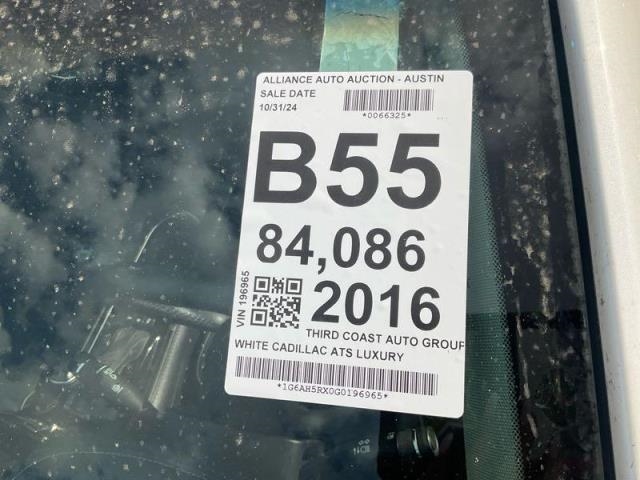 ALLIANCE AUTO AUCTION - AUSTIN
SALE DATE
10/31/24
*0066325*
B55
84,086
2016
VIN 196965
THIRD COAST AUTO GROUP
WHITE CADILLAC ATS LUXURY
*1G6AH5RX0G0196965*